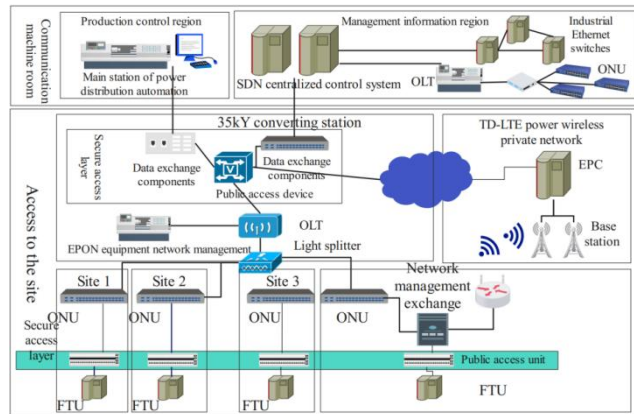 Communication
machine room
Production control region
Main station of power
distribution automation
Management information region
SDN centralized control system
Industrial
Ethernet
switches
OLT
ONU
Access to the site
35kY converting station
Secure access
layer
Data exchange
components
Data exchange
components
Public access device
TD-LTE power wireless
private network
EPC
Base
station
EPON equipment network management
OLT
Light splitter
Site 1
Site 2
Site 3
Network
management
exchange
ONU
ONU
ONU
ONU
Secure
access
layer
Public access unit
FTU
FTU
FTU
FTU